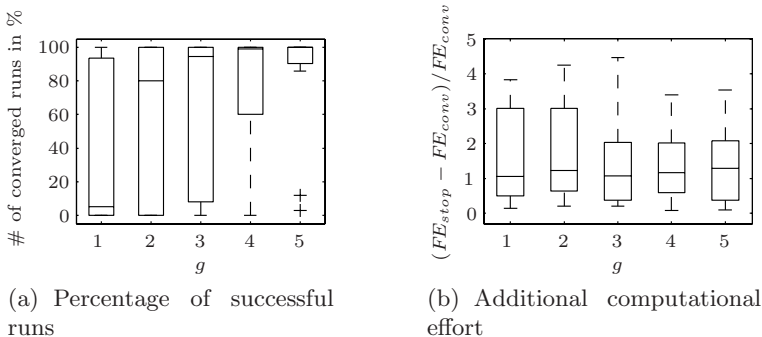 # of converged runs in %
100
80
60
40
20
0
1 2 3 4 5
g
(a) Percentage of successful
runs
(FE_stop − FE_conv)/FE_conv
5
4
3
2
1
0
1 2 3 4 5
g
(b) Additional computational
effort